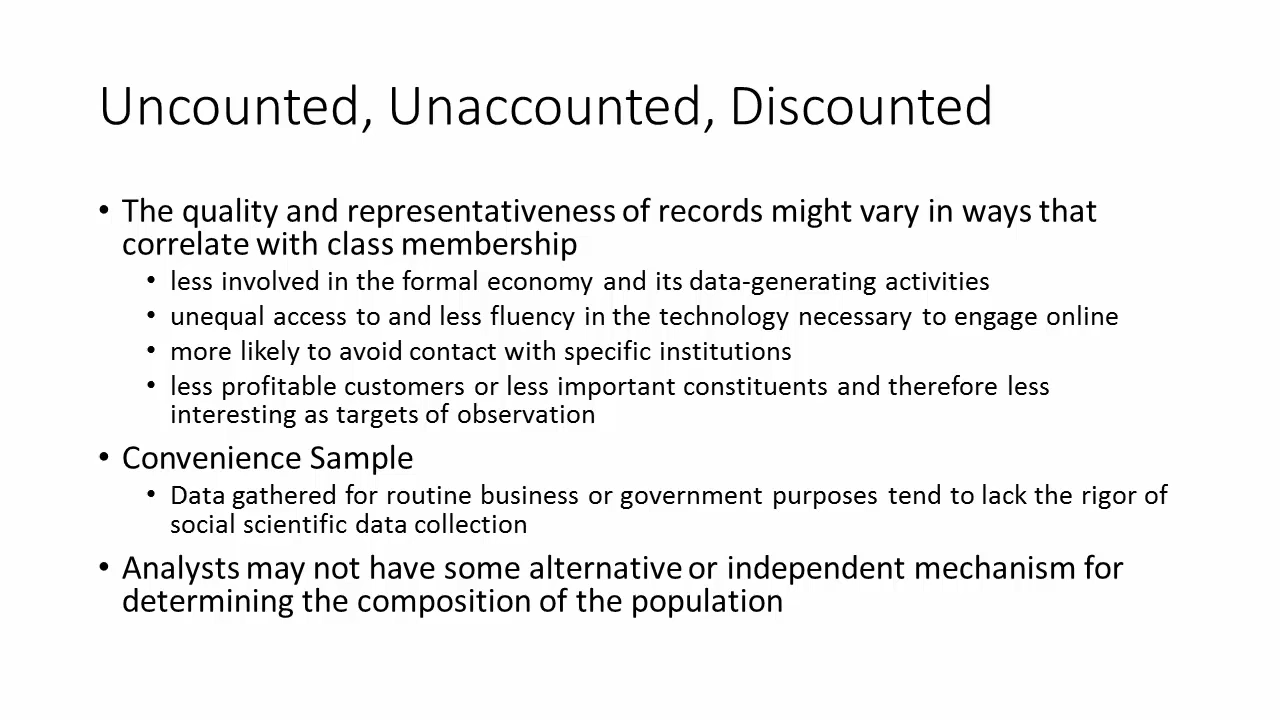 Uncounted, Unaccounted, Discounted
• The quality and representativeness of records might vary in ways that
correlate with class membership
• less involved in the formal economy and its data-generating activities
• unequal access to and less fluency in the technology necessary to engage online
• more likely to avoid contact with specific institutions
• less profitable customers or less important constituents and therefore less
interesting as targets of observation
• Convenience Sample
• Data gathered for routine business or government purposes tend to lack the rigor of
social scientific data collection
• Analysts may not have some alternative or independent mechanism for
determining the composition of the population